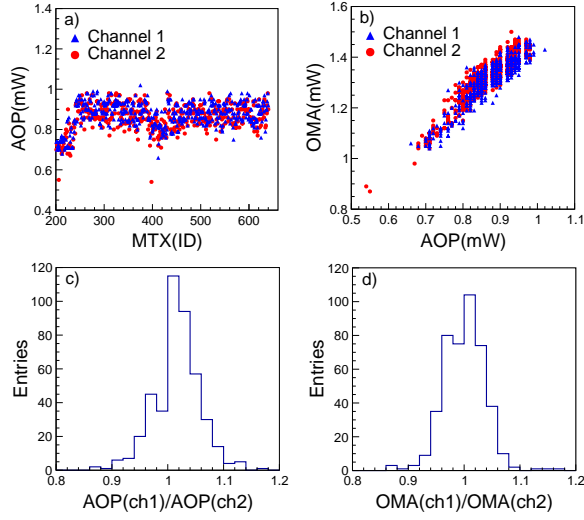 a)
Channel 1
Channel 2
AOP(mW)
1.4
1.2
1
0.8
0.6
0.4
200 300 400 500 600
MTX(ID)
b)
Channel 1
Channel 2
OMA(mW)
1.6
1.4
1.2
1
0.8
0.5 0.6 0.7 0.8 0.9 1 1.1
AOP(mW)
c)
Entries
120
100
80
60
40
20
0
0.8 0.9 1 1.1 1.2
AOP(ch1)/AOP(ch2)
d)
Entries
120
100
80
60
40
20
0
0.8 0.9 1 1.1 1.2
OMA(ch1)/OMA(ch2)